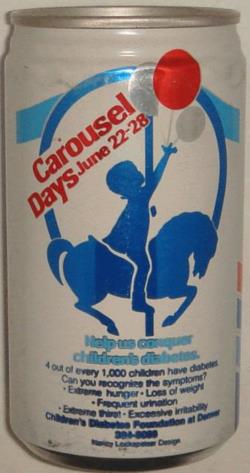 Carousel
Days June 22-28
Help us conquer
children's diabetes.
4 out of every 1,000 children have diabetes.
Can you recognize the symptoms?
• Extreme hunger • Loss of weight
• Frequent urination
• Extreme thirst • Excessive irritability
Children's Diabetes Foundation at Denver
Design